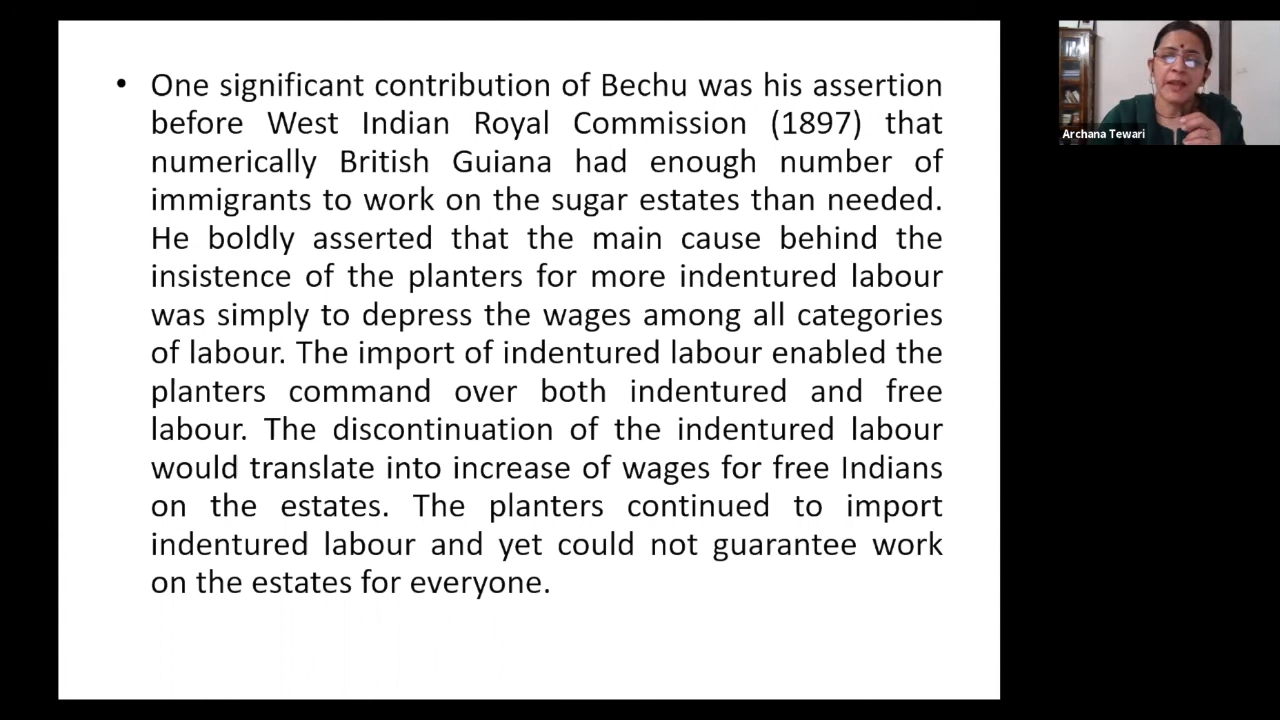 • One significant contribution of Bechu was his assertion
before West Indian Royal Commission (1897) that
numerically British Guiana had enough number of
immigrants to work on the sugar estates than needed.
He boldly asserted that the main cause behind the
insistence of the planters for more indentured labour
was simply to depress the wages among all categories
of labour. The import of indentured labour enabled the
planters command over both indentured and free
labour. The discontinuation of the indentured labour
would translate into increase of wages for free Indians
on the estates. The planters continued to import
indentured labour and yet could not guarantee work
on the estates for everyone.
Archana Tewari